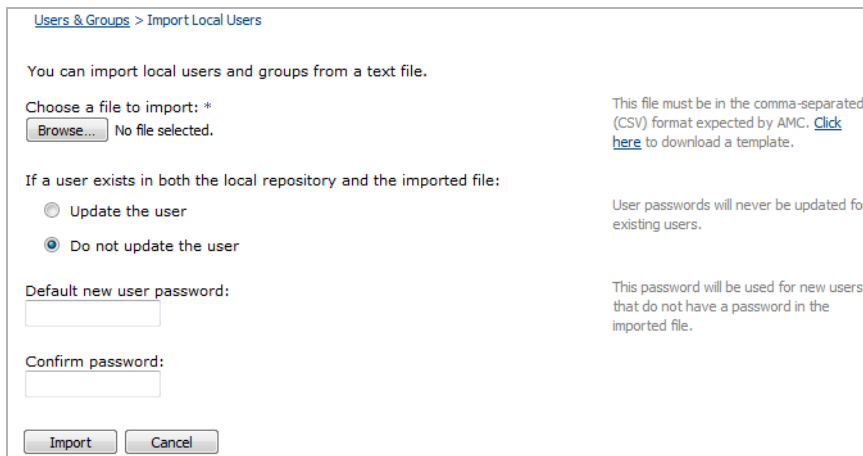 Users & Groups > Import Local Users
You can import local users and groups from a text file.
Choose a file to import: *
Browse... No file selected.
This file must be in the comma-separated
(CSV) format expected by AMC. Click
here to download a template.
If a user exists in both the local repository and the imported file:
Update the user
Do not update the user
User passwords will never be updated fo
existing users.
Default new user password:
This password will be used for new users
that do not have a password in the
imported file.
Confirm password:
Import Cancel